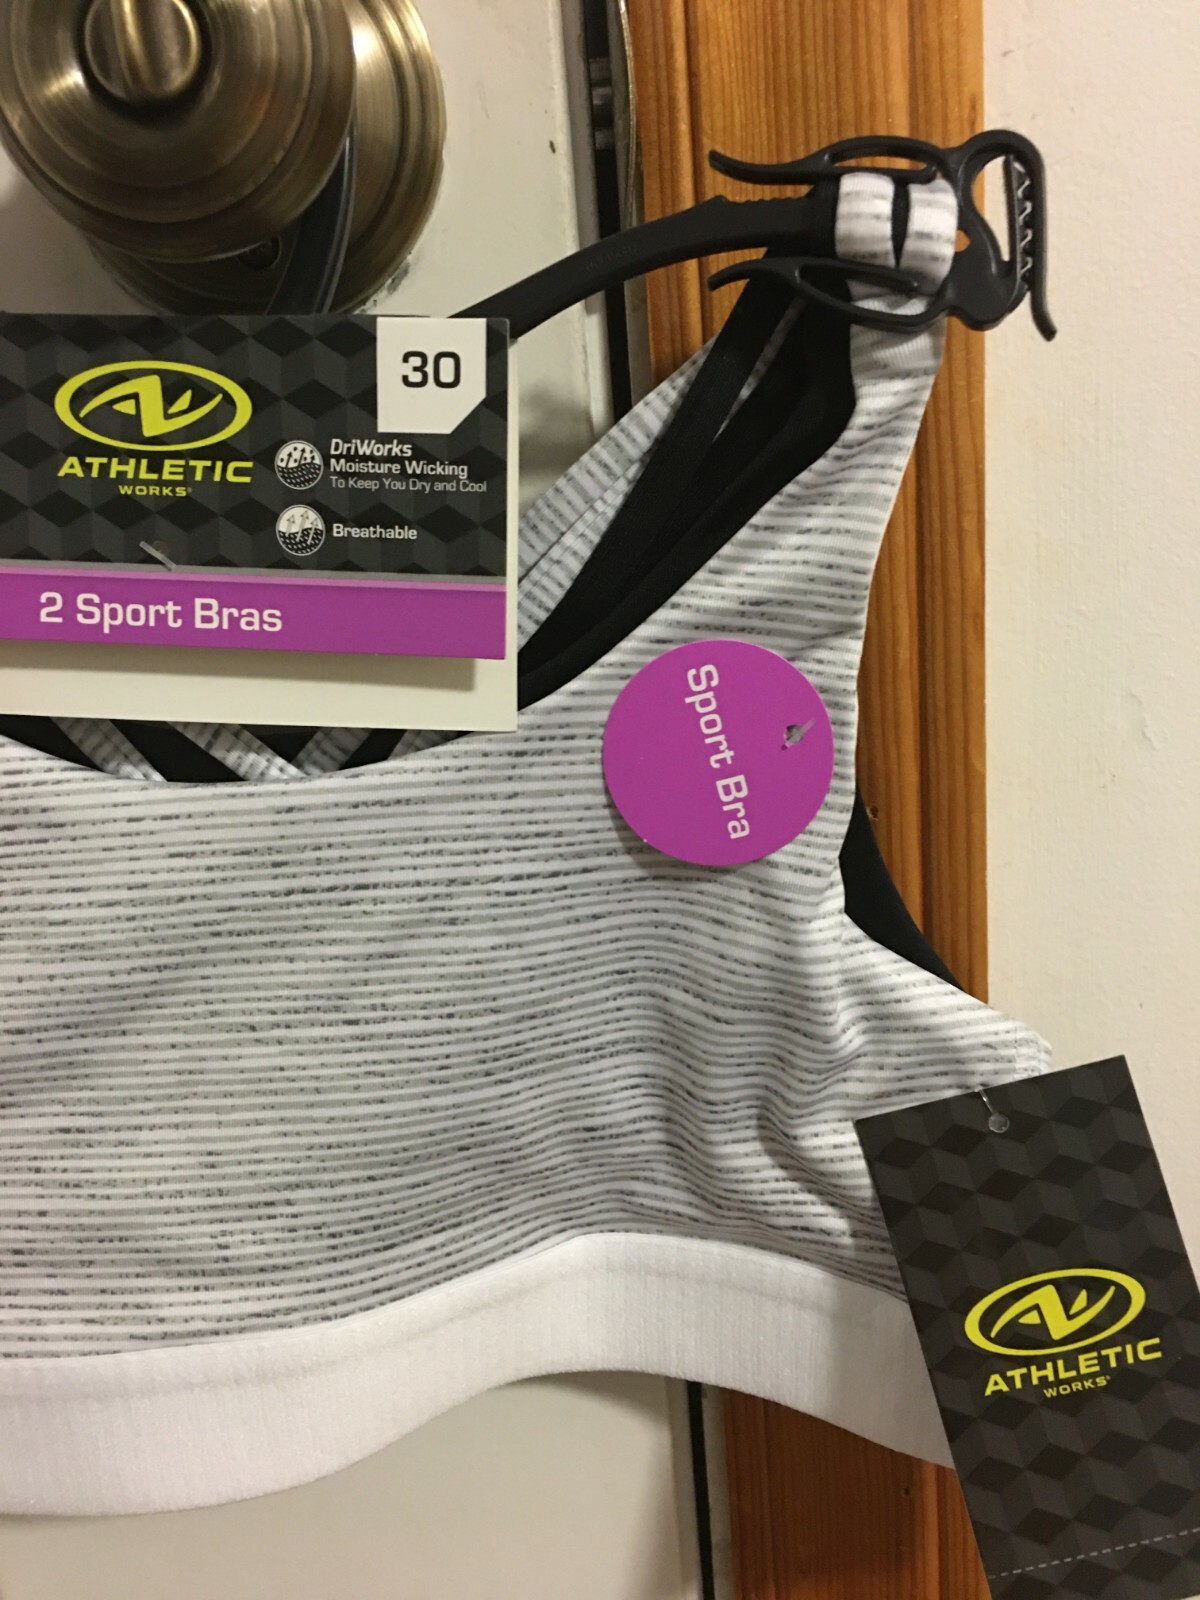 30
ATHLETIC
WORKS®
DriWorks
Moisture Wicking
To Keep You Dry and Cool
Breathable
2 Sport Bras
Sport Bra
ATHLETIC
WORKS®